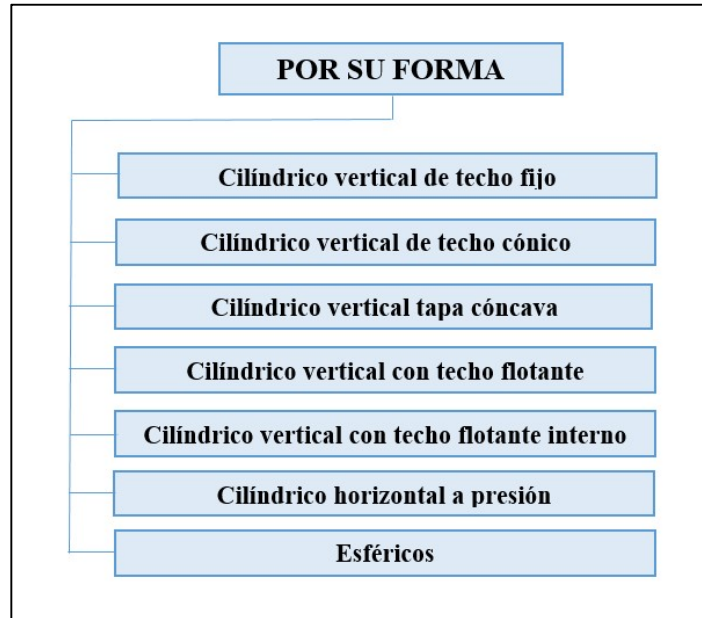 POR SU FORMA
Cilíndrico vertical de techo fijo
Cilíndrico vertical de techo cónico
Cilíndrico vertical tapa cóncava
Cilíndrico vertical con techo flotante
Cilíndrico vertical con techo flotante interno
Cilíndrico horizontal a presión
Esféricos